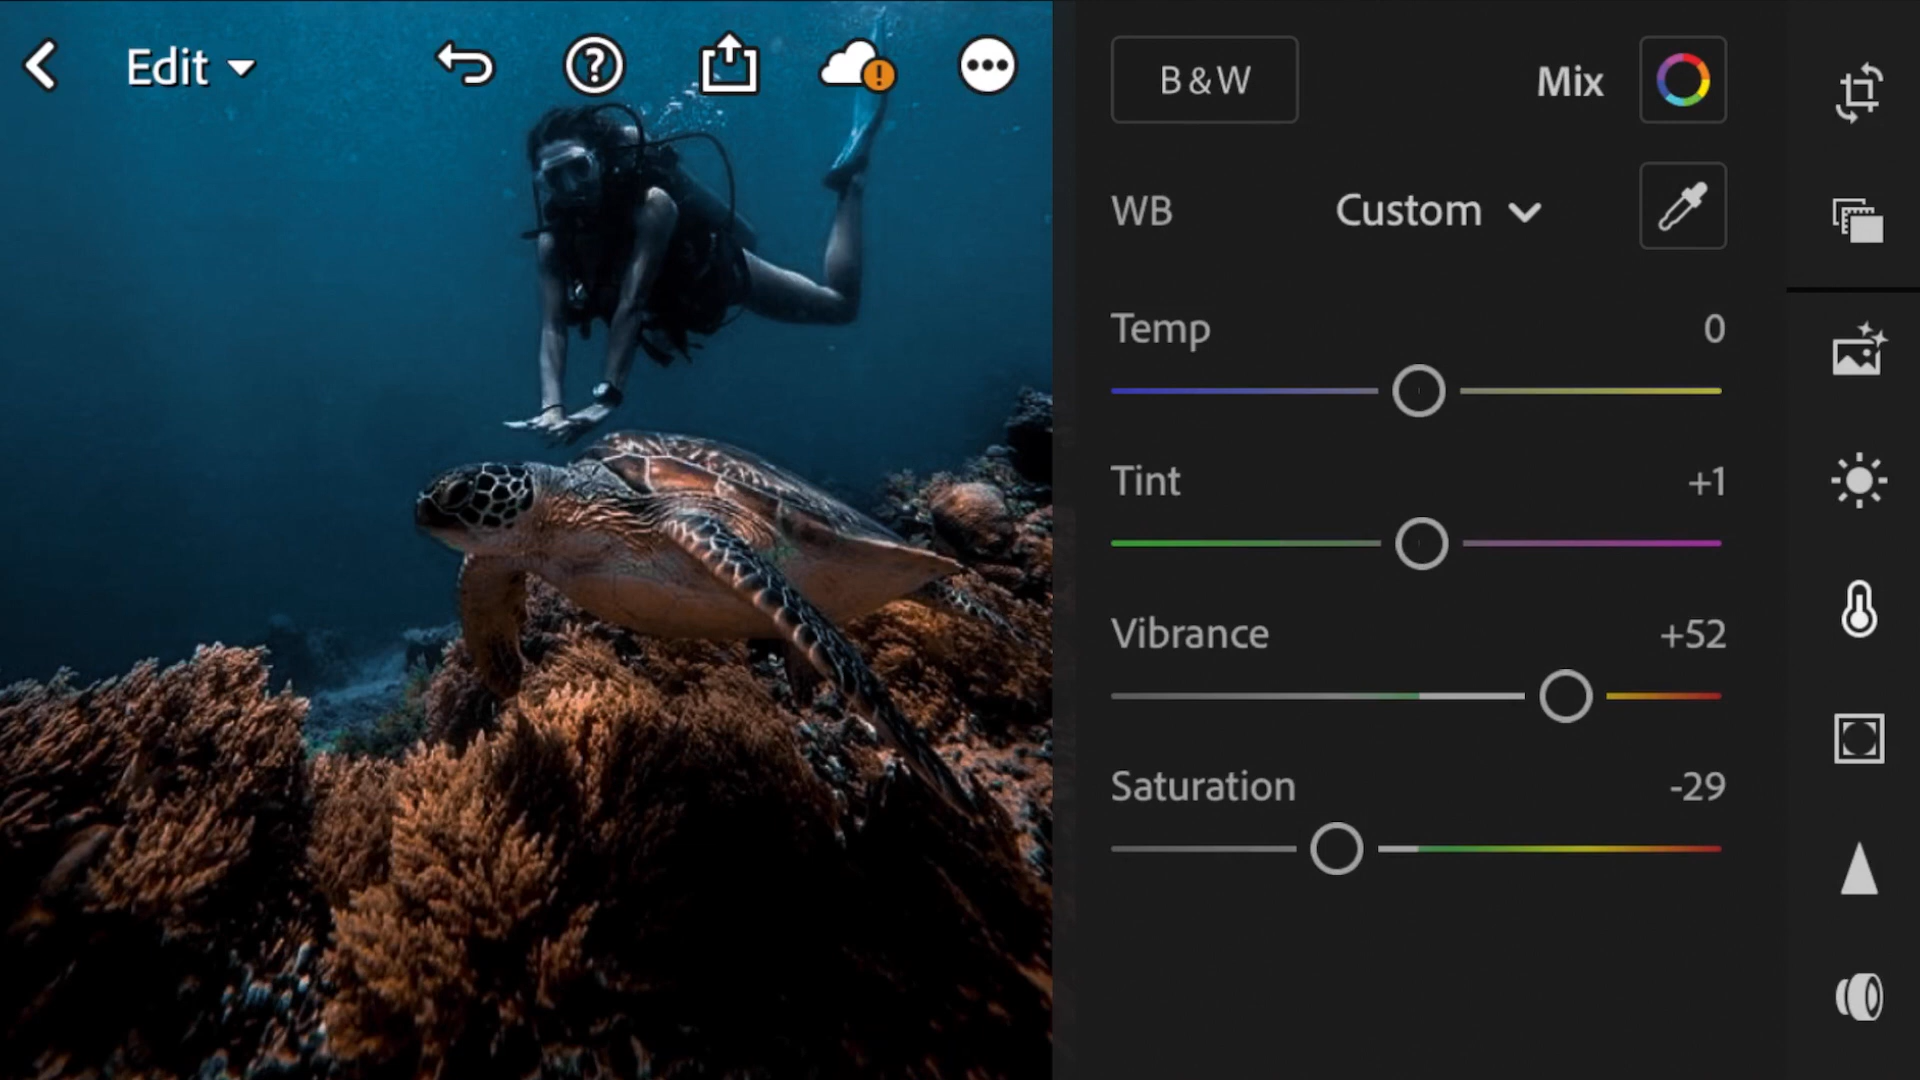 Edit
B&W
Mix
WB
Custom
Temp
0
Tint
+1
Vibrance
+52
Saturation
-29